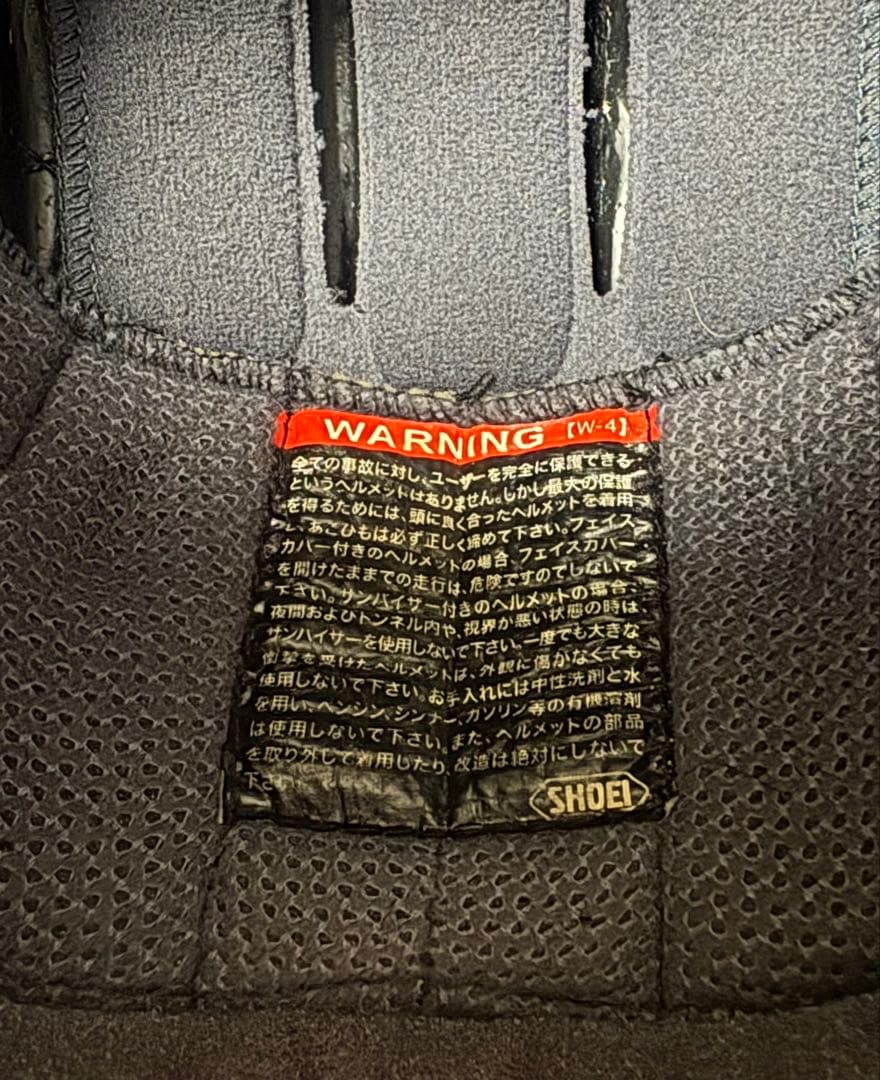 WARNING 【W-4】
全ての事故に対し、ユーザーを完全に保護できる
というヘルメットはありません。しかし最大の保護
を得るためには、頭に良く合ったヘルメットを着用
し、あごひもは必ず正しく締めて下さい。フェイス
カバー付きのヘルメットの場合、フェイスカバー
を開けたままでの走行は、危険ですのでしないで
下さい。サンバイザー付きのヘルメットの場合、
夜間およびトンネル内や、視界が悪い状態の時は、
サンバイザーを使用しないで下さい。一度でも大きな
衝撃を受けたヘルメットは、外観に傷がなくても
使用しないで下さい。お手入れには中性洗剤と水
を用い、ベンジン、シンナー、ガソリン等の有機溶剤
は使用しないで下さい。また、ヘルメットの部品
を取り外して着用したり、改造は絶対にしないで
下さい。
SHOEI